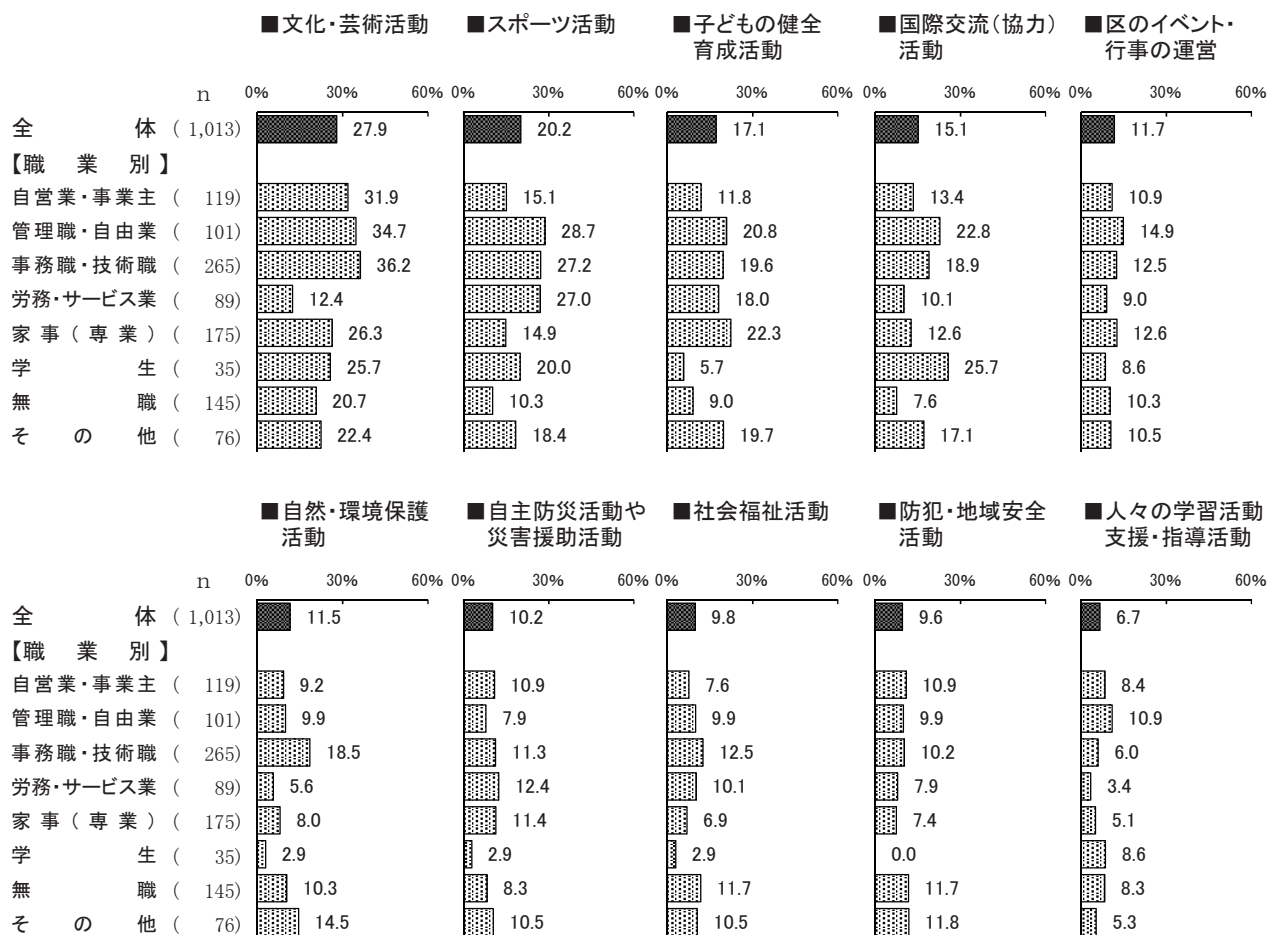 ■文化・芸術活動 ■スポーツ活動 ■子どもの健全 ■国際交流（協力） ■区のイベント・
育成活動 活動 行事の運営
n 0% 30% 60% 0% 30% 60% 0% 30% 60% 0% 30% 60% 0% 30% 60%
全体 ( 1,013) 27.9 20.2 17.1 15.1 11.7
【職業別】
自営業・事業主 ( 119) 31.9 15.1 11.8 13.4 10.9
管理職・自由業 ( 101) 34.7 28.7 20.8 22.8 14.9
事務職・技術職 ( 265) 36.2 27.2 19.6 18.9 12.5
労務・サービス業 ( 89) 12.4 27.0 18.0 10.1 9.0
家事（専業） ( 175) 26.3 14.9 22.3 12.6 12.6
学生 ( 35) 25.7 20.0 5.7 25.7 8.6
無職 ( 145) 20.7 10.3 9.0 7.6 10.3
その他 ( 76) 22.4 18.4 19.7 17.1 10.5
■自然・環境保護 ■自主防災活動や ■社会福祉活動 ■防犯・地域安全 ■人々の学習活動
活動 災害援助活動 活動 支援・指導活動
n 0% 30% 60% 0% 30% 60% 0% 30% 60% 0% 30% 60% 0% 30% 60%
全体 ( 1,013) 11.5 10.2 9.8 9.6 6.7
【職業別】
自営業・事業主 ( 119) 9.2 10.9 7.6 10.9 8.4
管理職・自由業 ( 101) 9.9 7.9 9.9 9.9 10.9
事務職・技術職 ( 265) 18.5 11.3 12.5 10.2 6.0
労務・サービス業 ( 89) 5.6 12.4 10.1 7.9 3.4
家事（専業） ( 175) 8.0 11.4 6.9 7.4 5.1
学生 ( 35) 2.9 2.9 2.9 0.0 8.6
無職 ( 145) 10.3 8.3 11.7 11.7 8.3
その他 ( 76) 14.5 10.5 10.5 11.8 5.3